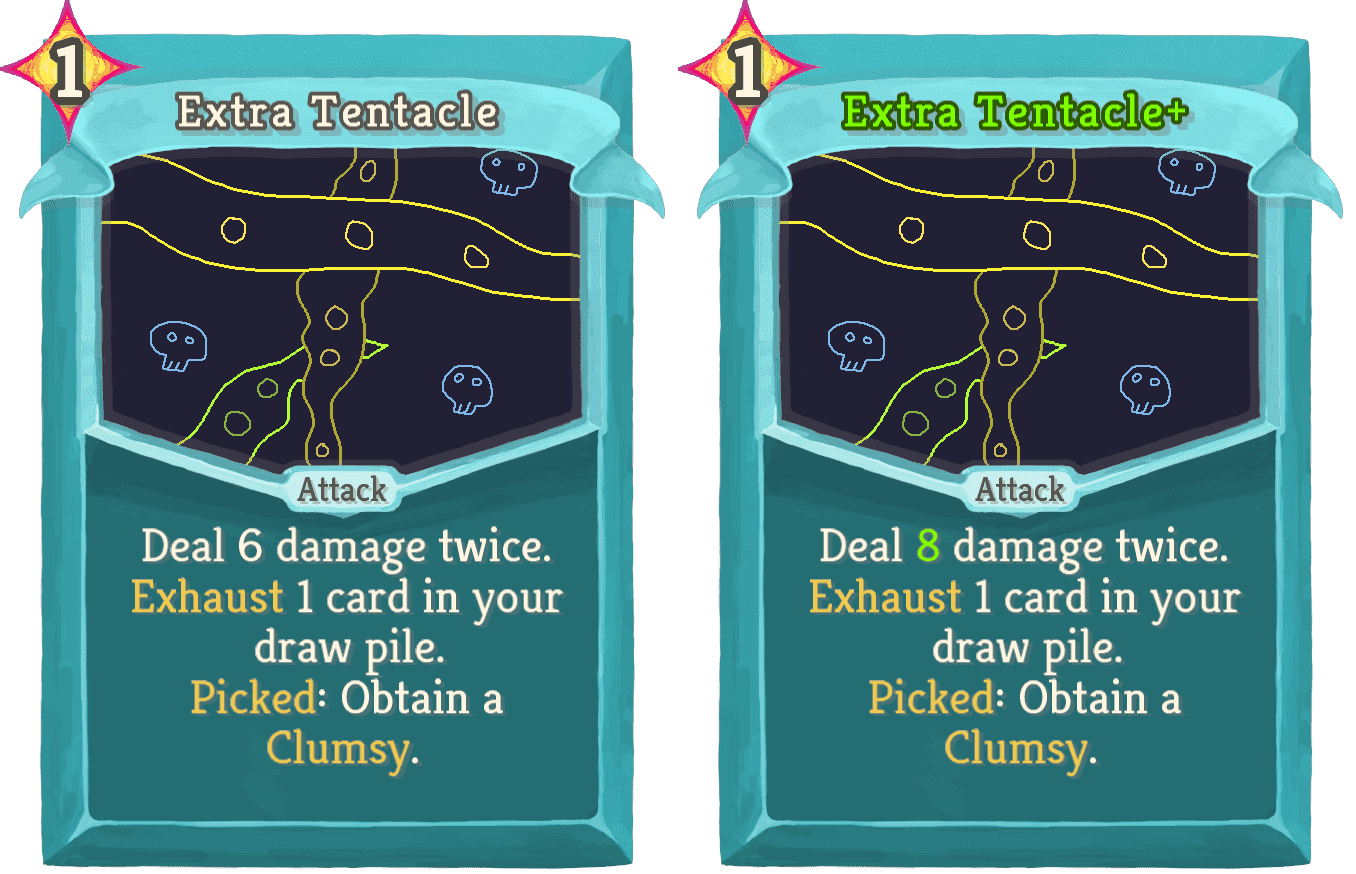 1
Extra Tentacle
Attack
Deal 6 damage twice.
Exhaust 1 card in your
draw pile.
Picked: Obtain a
Clumsy.
1
Extra Tentacle+
Attack
Deal 8 damage twice.
Exhaust 1 card in your
draw pile.
Picked: Obtain a
Clumsy.